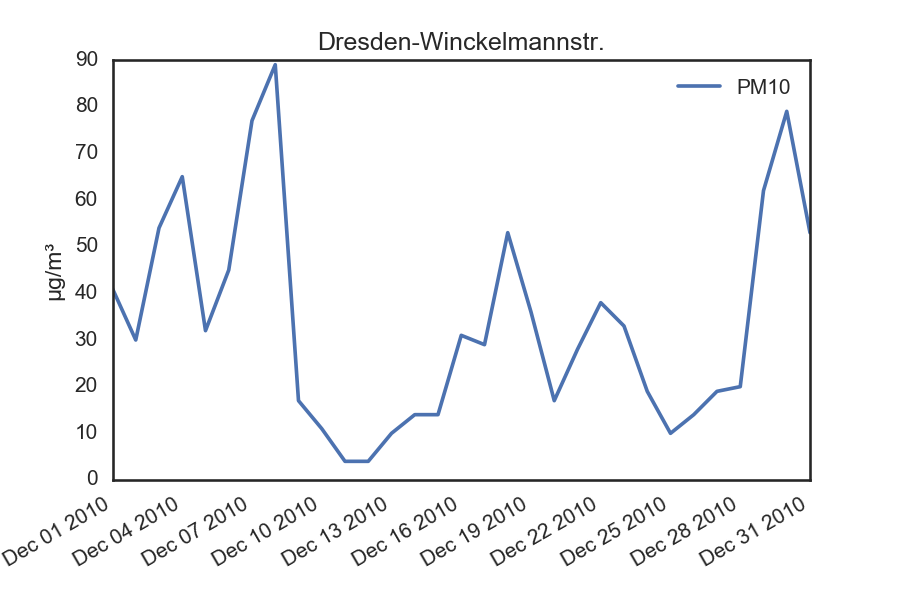 Dresden-Winckelmannstr.
PM10
µg/m³
90
80
70
60
50
40
30
20
10
0
Dec 01 2010
Dec 04 2010
Dec 07 2010
Dec 10 2010
Dec 13 2010
Dec 16 2010
Dec 19 2010
Dec 22 2010
Dec 25 2010
Dec 28 2010
Dec 31 2010